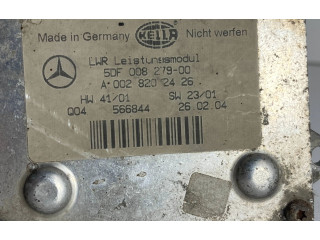 Made in Germany HELLA Nicht werfen
LWR Leistungsmodul
5DF 008 279-00
A 002 820 24 26
HW 41/01 SW 23/01
004 566844 26.02.04